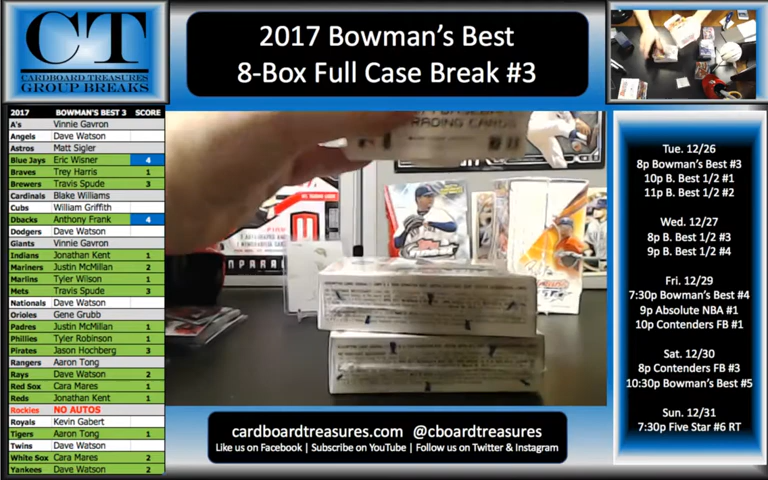 CT
CARDBOARD TREASURES
GROUP BREAKS
2017 Bowman's Best
8-Box Full Case Break #3
2017 BOWMAN'S BEST 3 SCORE
A's Vinnie Gavron
Angels Dave Watson
Astros Matt Sigler
Blue Jays Eric Wisner 4
Braves Trey Harris 1
Brewers Travis Spude 3
Cardinals Blake Williams
Cubs William Griffith
Dbacks Anthony Frank 4
Dodgers Dave Watson
Giants Vinnie Gavron
Indians Jonathan Kent 1
Mariners Justin McMillan 2
Marlins Tyler Wilson 1
Mets Travis Spude 3
Nationals Dave Watson
Orioles Gene Grubb
Padres Justin McMillan 1
Phillies Tyler Robinson 1
Pirates Jason Hochberg 3
Rangers Aaron Tong
Rays Dave Watson 2
Red Sox Cara Mares 1
Reds Jonathan Kent 1
Rockies NO AUTOS
Royals Kevin Gabert
Tigers Aaron Tong 1
Twins Dave Watson
White Sox Cara Mares 2
Yankees Dave Watson 2
TRADING CARDS
cardboardtreasures.com @cboardtreasures
Like us on Facebook | Subscribe on YouTube | Follow us on Twitter & Instagram
Tue. 12/26
8p Bowman's Best #3
10p B. Best 1/2 #1
11p B. Best 1/2 #2
Wed. 12/27
8p B. Best 1/2 #3
9p B. Best 1/2 #4
Fri. 12/29
7:30p Bowman's Best #4
9p Absolute NBA #1
10p Contenders FB #1
Sat. 12/30
8p Contenders FB #3
10:30p Bowman's Best #5
Sun. 12/31
7:30p Five Star #6 RT